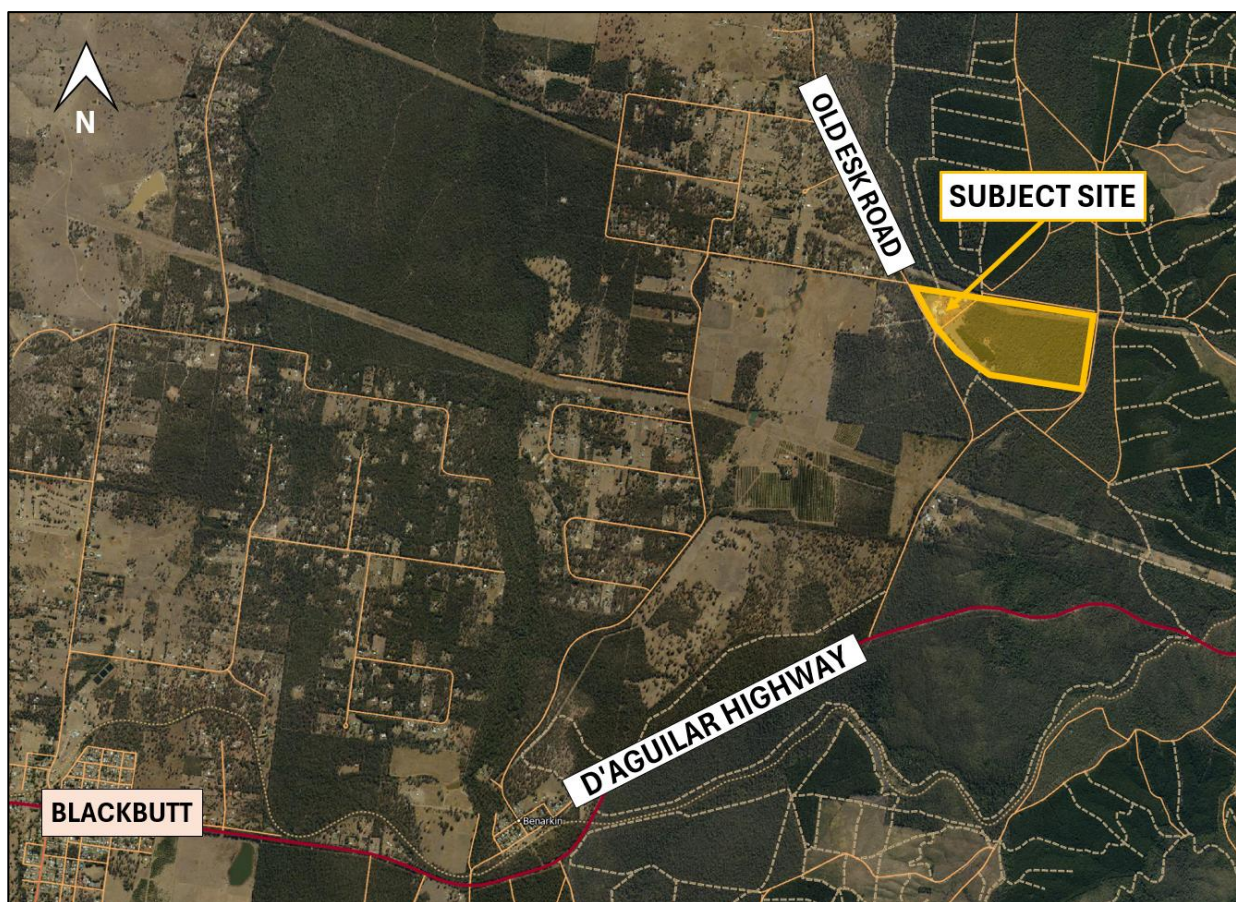 N
OLD ESK ROAD
SUBJECT SITE
D'AGUILAR HIGHWAY
BLACKBUTT
Benarkin